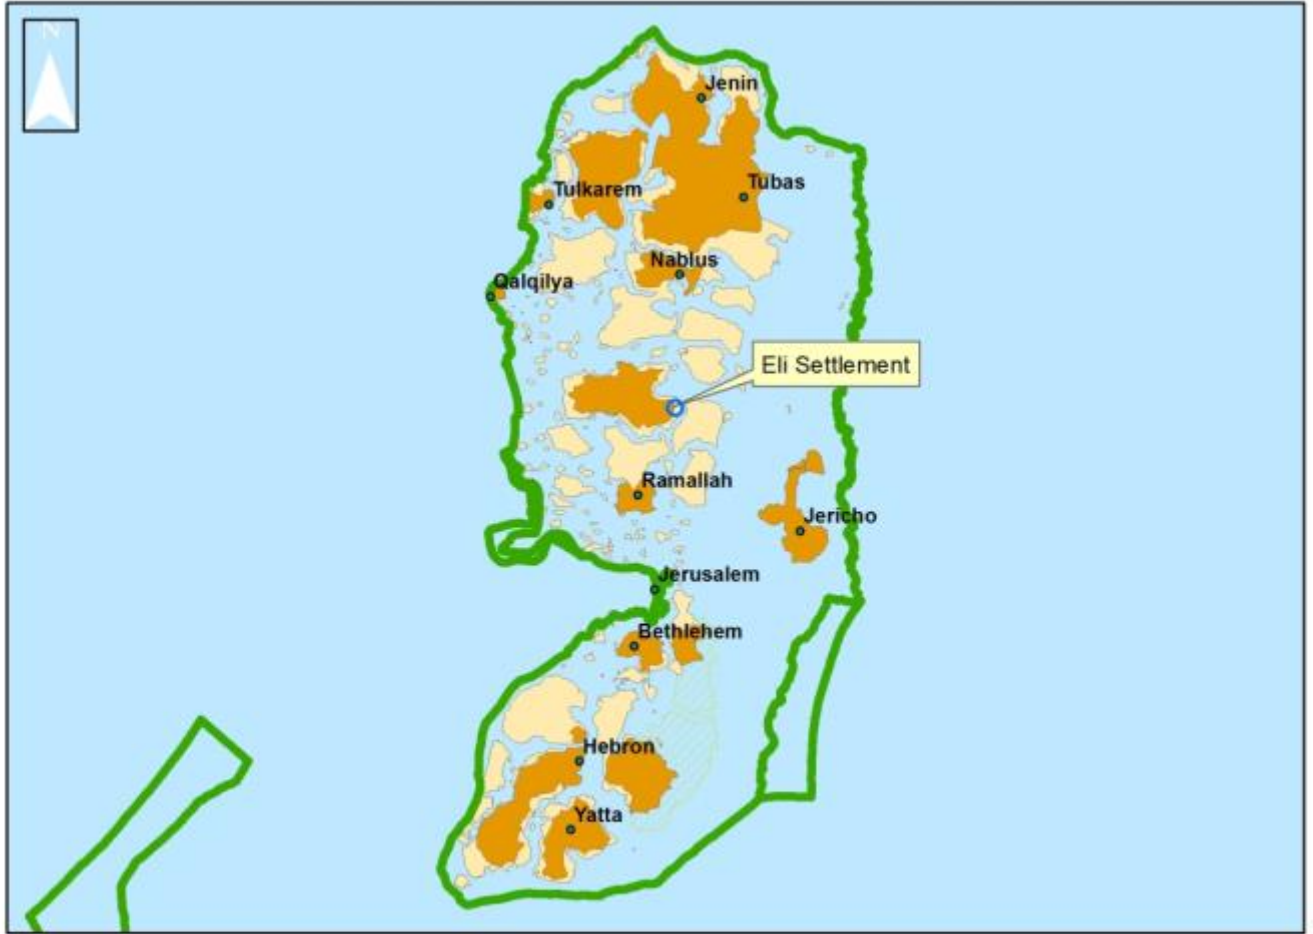 N
Jenin
Tubas
Tulkarem
Nablus
Qalqilya
Eli Settlement
Ramallah
Jericho
Jerusalem
Bethlehem
Hebron
Yatta